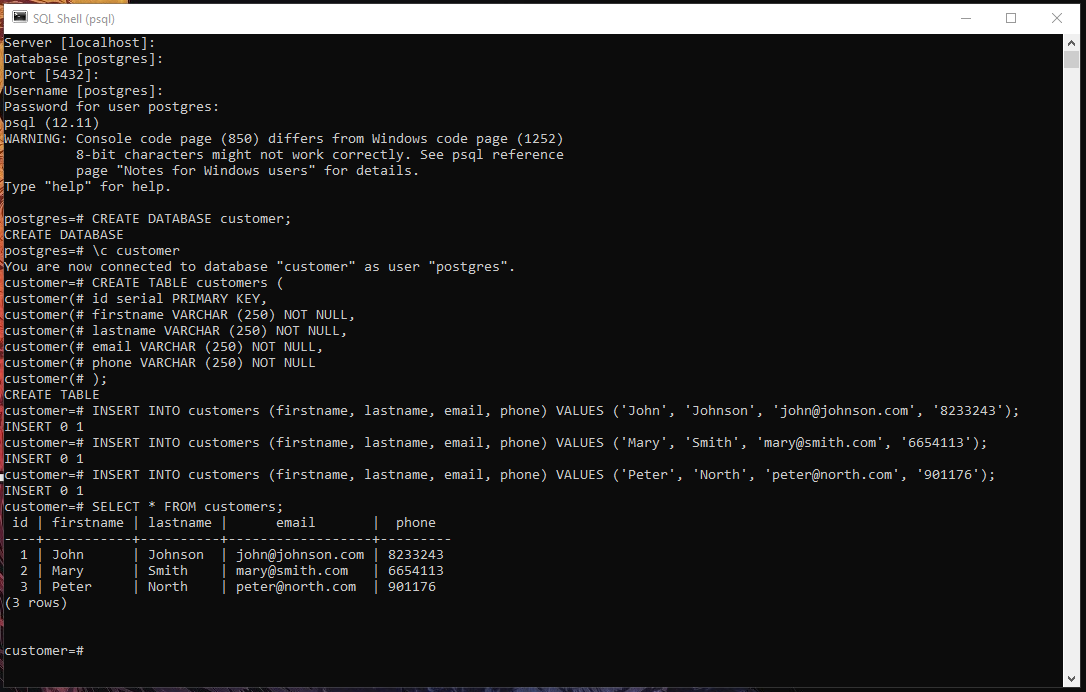 SQL Shell (psql)
Server [localhost]:
Database [postgres]:
Port [5432]:
Username [postgres]:
Password for user postgres:
psql (12.11)
WARNING: Console code page (850) differs from Windows code page (1252)
         8-bit characters might not work correctly. See psql reference
         page "Notes for Windows users" for details.
Type "help" for help.

postgres=# CREATE DATABASE customer;
CREATE DATABASE
postgres=# \c customer
You are now connected to database "customer" as user "postgres".
customer=# CREATE TABLE customers (
customer(# id serial PRIMARY KEY,
customer(# firstname VARCHAR (250) NOT NULL,
customer(# lastname VARCHAR (250) NOT NULL,
customer(# email VARCHAR (250) NOT NULL,
customer(# phone VARCHAR (250) NOT NULL
customer(# );
CREATE TABLE
customer=# INSERT INTO customers (firstname, lastname, email, phone) VALUES ('John', 'Johnson', 'john@johnson.com', '8233243');
INSERT 0 1
customer=# INSERT INTO customers (firstname, lastname, email, phone) VALUES ('Mary', 'Smith', 'mary@smith.com', '6654113');
INSERT 0 1
customer=# INSERT INTO customers (firstname, lastname, email, phone) VALUES ('Peter', 'North', 'peter@north.com', '901176');
INSERT 0 1
customer=# SELECT * FROM customers;
 id | firstname | lastname |      email       |  phone
----+-----------+----------+------------------+---------
  1 | John      | Johnson  | john@johnson.com | 8233243
  2 | Mary      | Smith    | mary@smith.com   | 6654113
  3 | Peter     | North    | peter@north.com  | 901176
(3 rows)

customer=#